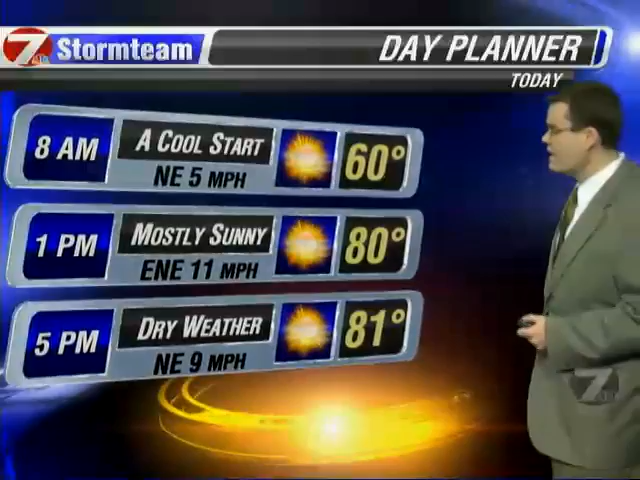 7 Stormteam
DAY PLANNER
TODAY
8 AM
A COOL START
NE 5 MPH
60°
1 PM
MOSTLY SUNNY
ENE 11 MPH
80°
5 PM
DRY WEATHER
NE 9 MPH
81°
7